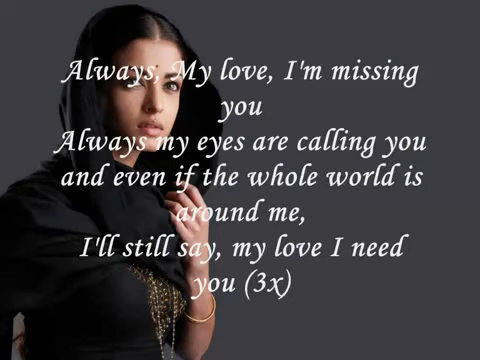 Always, My love, I'm missing
you
Always my eyes are calling you
and even if the whole world is
around me,
I'll still say, my love I need
you (3x)